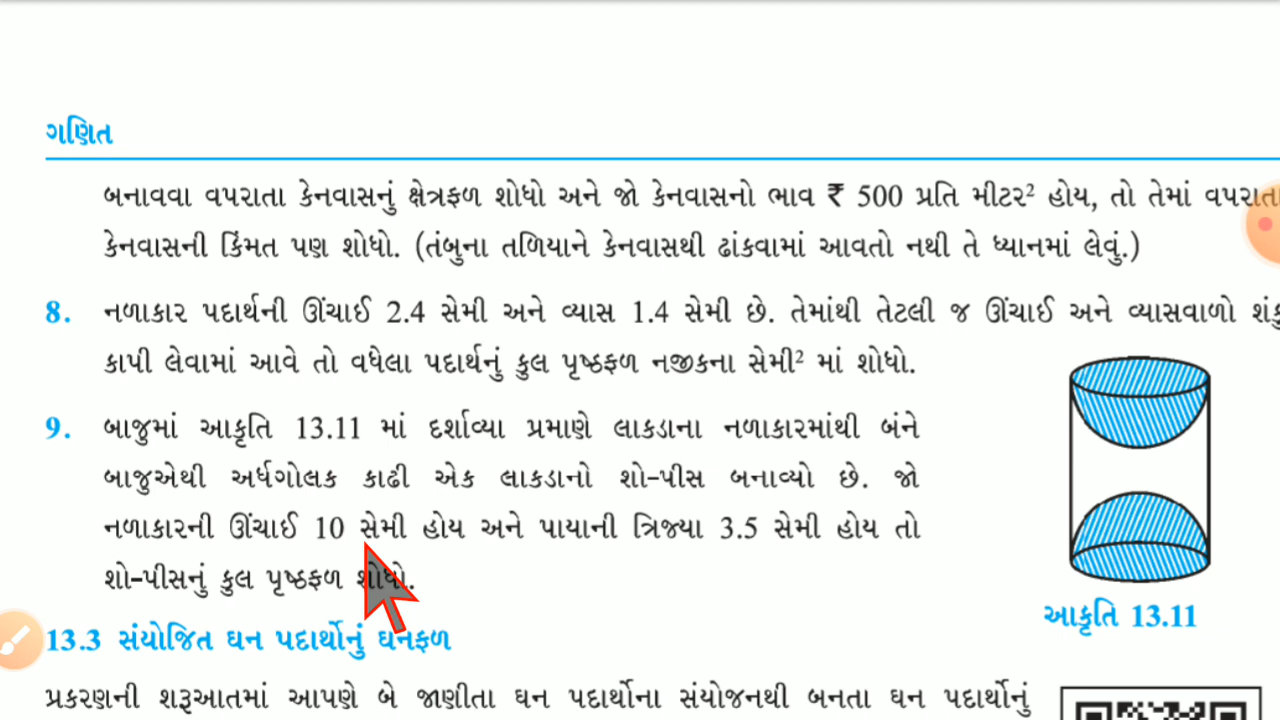 ગણિત
બનાવવા વપરાતા કેનવાસનું ક્ષેત્રફળ શોધો અને જો કેનવાસનો ભાવ ₹ 500 પ્રતિ મીટર² હોય, તો તેમાં વપરાતા
કેનવાસની કિંમત પણ શોધો. (તંબુના તળિયાને કેનવાસથી ઢાંકવામાં આવતો નથી તે ધ્યાનમાં લેવું.)
8. નળાકાર પદાર્થની ઊંચાઈ 2.4 સેમી અને વ્યાસ 1.4 સેમી છે. તેમાંથી તેટલી જ ઊંચાઈ અને વ્યાસવાળો શંકુ
કાપી લેવામાં આવે તો વધેલા પદાર્થનું કુલ પૃષ્ઠફળ નજીકના સેમી² માં શોધો.
9. બાજુમાં આકૃતિ 13.11 માં દર્શાવ્યા પ્રમાણે લાકડાના નળાકારમાંથી બંને
બાજુએથી અર્ધગોલક કાઢી એક લાકડાનો શો-પીસ બનાવ્યો છે. જો
નળાકારની ઊંચાઈ 10 સેમી હોય અને પાયાની ત્રિજ્યા 3.5 સેમી હોય તો
શો-પીસનું કુલ પૃષ્ઠફળ શોધો.
આકૃતિ 13.11
13.3 સંયોજિત ઘન પદાર્થોનું ઘનફળ
પ્રકરણની શરૂઆતમાં આપણે બે જાણીતા ઘન પદાર્થોના સંયોજનથી બનતા ઘન પદાર્થોનું